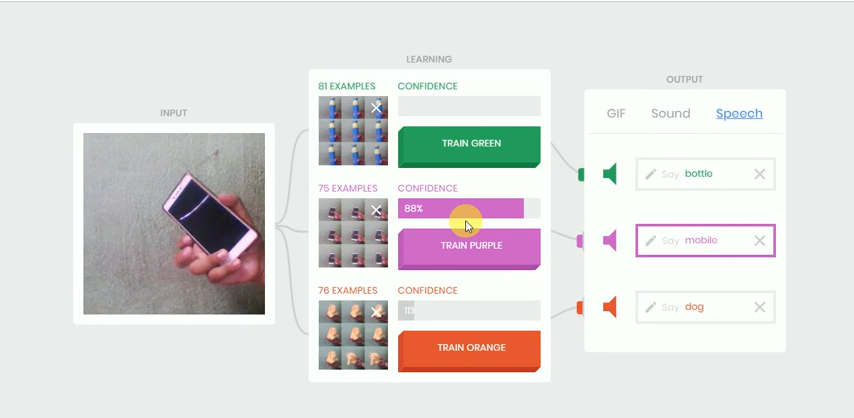 LEARNING
OUTPUT
INPUT
81 EXAMPLES
CONFIDENCE
TRAIN GREEN
75 EXAMPLES
CONFIDENCE
88%
TRAIN PURPLE
76 EXAMPLES
CONFIDENCE
TRAIN ORANGE
GIF Sound Speech
Say bottle
Say mobile
Say dog